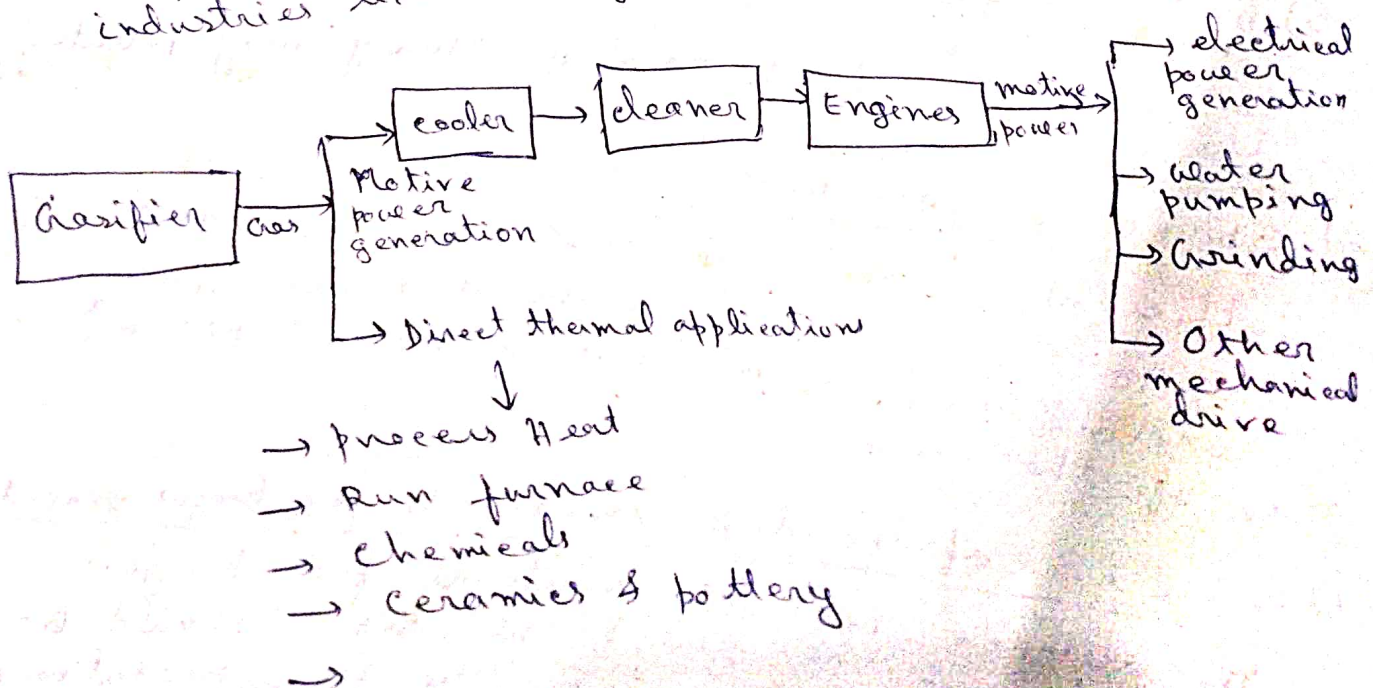 industries
Gasifier
Gas
cooler
cleaner
Engines
motive
power
Motive
power
generation
electrical
power
generation
water
pumping
Grinding
Other
mechanical
drive
Direct thermal applications
→ process Heat
→ Run furnace
→ chemicals
→ ceramics & pottery
→